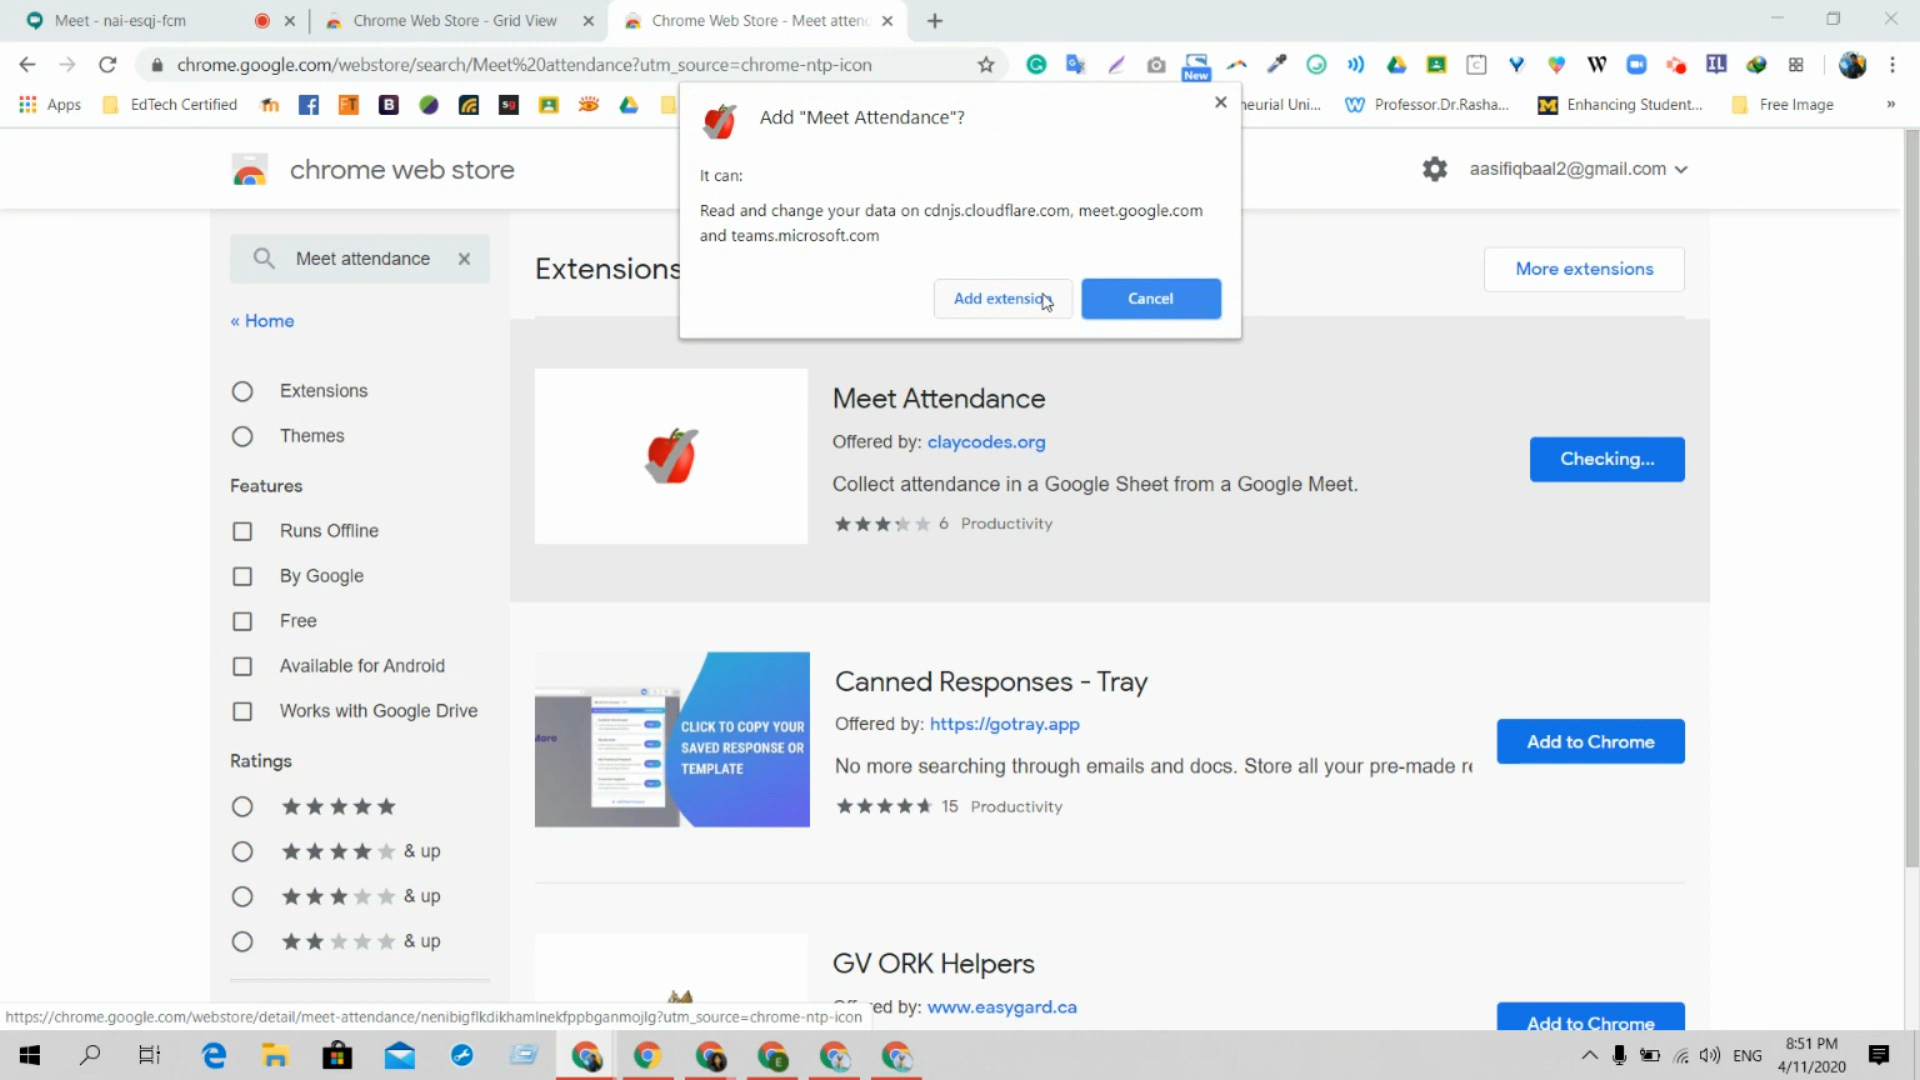 Meet - nai-esqj-fcm
Chrome Web Store - Grid View
Chrome Web Store - Meet atten
chrome.google.com/webstore/search/Meet%20attendance?utm_source=chrome-ntp-icon
New
Apps
EdTech Certified
neurial Uni...
Professor.Dr.Rasha...
Enhancing Student...
Free Image
»
Add "Meet Attendance"?
It can:
Read and change your data on cdnjs.cloudflare.com, meet.google.com
and teams.microsoft.com
Add extension
Cancel
chrome web store
aasifiqbaal2@gmail.com
Meet attendance
« Home
Extensions
Themes
Features
Runs Offline
By Google
Free
Available for Android
Works with Google Drive
Ratings
& up
& up
& up
Extensions
More extensions
Meet Attendance
Offered by: claycodes.org
Collect attendance in a Google Sheet from a Google Meet.
6 Productivity
Checking...
CLICK TO COPY YOUR
SAVED RESPONSE OR
TEMPLATE
Canned Responses - Tray
Offered by: https://gotray.app
No more searching through emails and docs. Store all your pre-made re
15 Productivity
Add to Chrome
GV ORK Helpers
ed by: www.easygard.ca
Add to Chrome
https://chrome.google.com/webstore/detail/meet-attendance/nenibigflkdikhamlnekfppbganmojlg?utm_source=chrome-ntp-icon
ENG
8:51 PM
4/11/2020